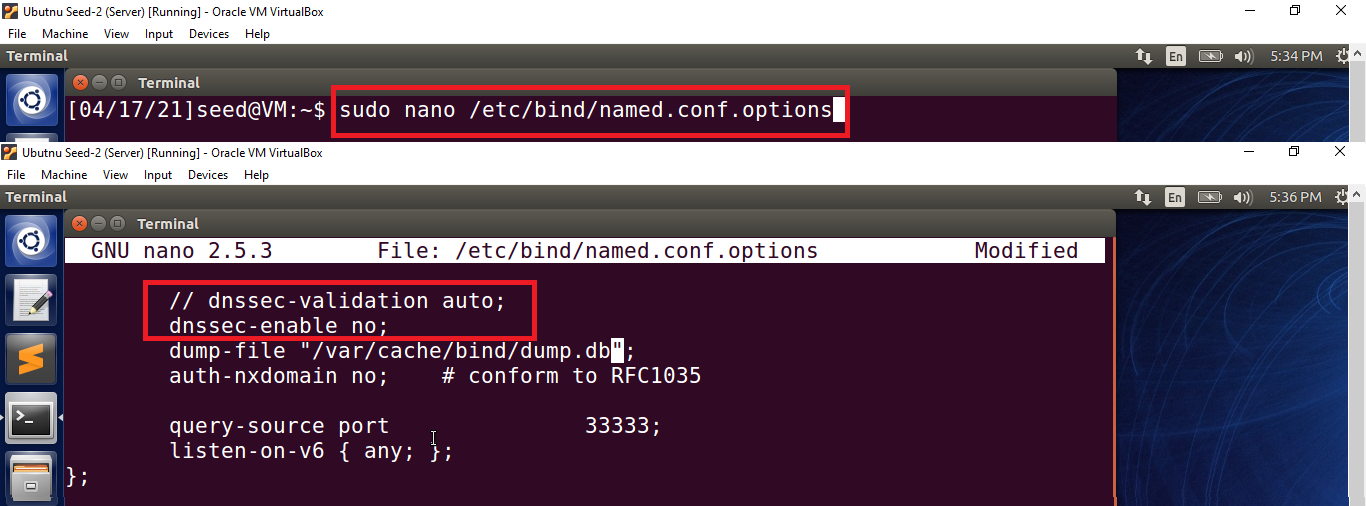 Ubutnu Seed-2 (Server) [Running] - Oracle VM VirtualBox
File Machine View Input Devices Help
Terminal En 5:34 PM
Terminal
[04/17/21]seed@VM:~$ sudo nano /etc/bind/named.conf.options
Ubutnu Seed-2 (Server) [Running] - Oracle VM VirtualBox
File Machine View Input Devices Help
Terminal En 5:36 PM
Terminal
GNU nano 2.5.3 File: /etc/bind/named.conf.options Modified
// dnssec-validation auto;
dnssec-enable no;
dump-file "/var/cache/bind/dump.db";
auth-nxdomain no; # conform to RFC1035
query-source port 33333;
listen-on-v6 { any; };
};